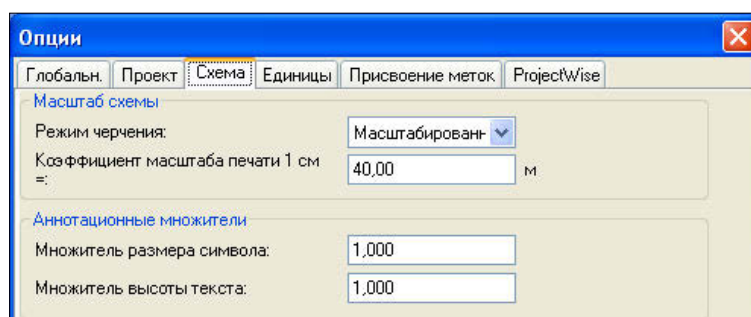 Опции
Глобальн. Проект Схема Единицы Присвоение меток ProjectWise
Масштаб схемы
Режим черчения: Масштабированн
Коэффициент масштаба печати 1 см
=: 40,00 м
Аннотационные множители
Множитель размера символа: 1,000
Множитель высоты текста: 1,000